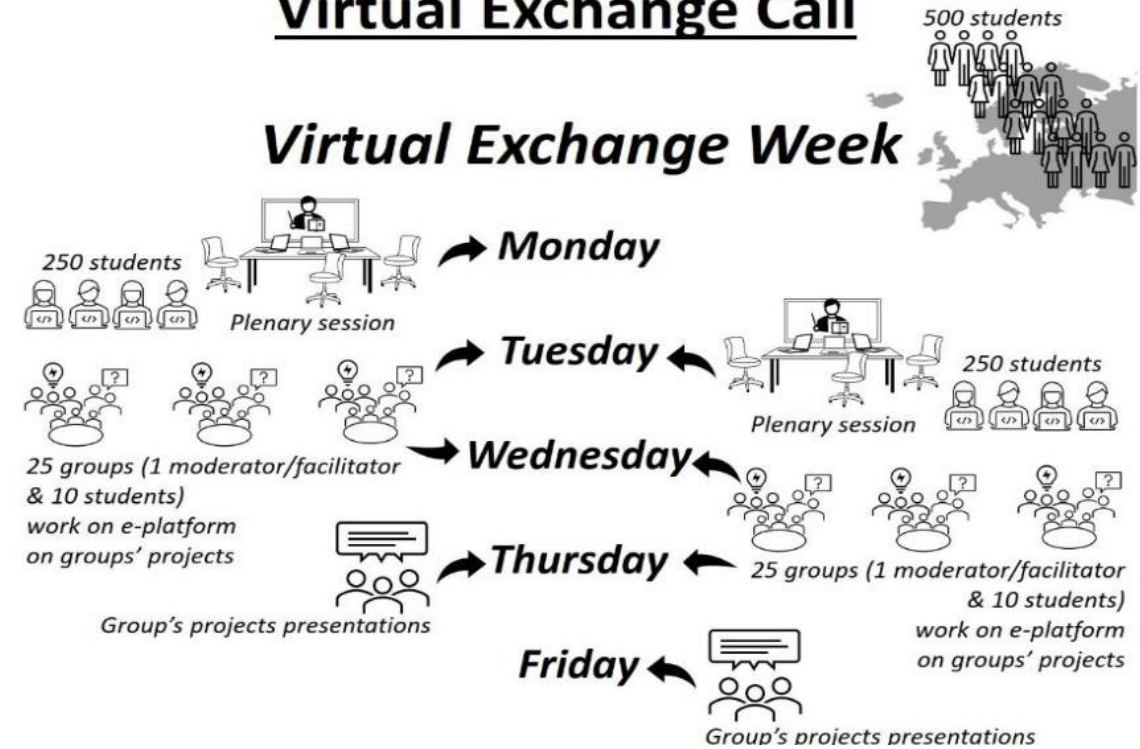 Virtual Exchange Call
500 students
Virtual Exchange Week
Monday
250 students
Plenary session
Tuesday
250 students
Plenary session
Wednesday
25 groups (1 moderator/facilitator
& 10 students)
work on e-platform
on groups' projects
Thursday
25 groups (1 moderator/facilitator
& 10 students)
work on e-platform
on groups' projects
Group's projects presentations
Friday
Group's projects presentations